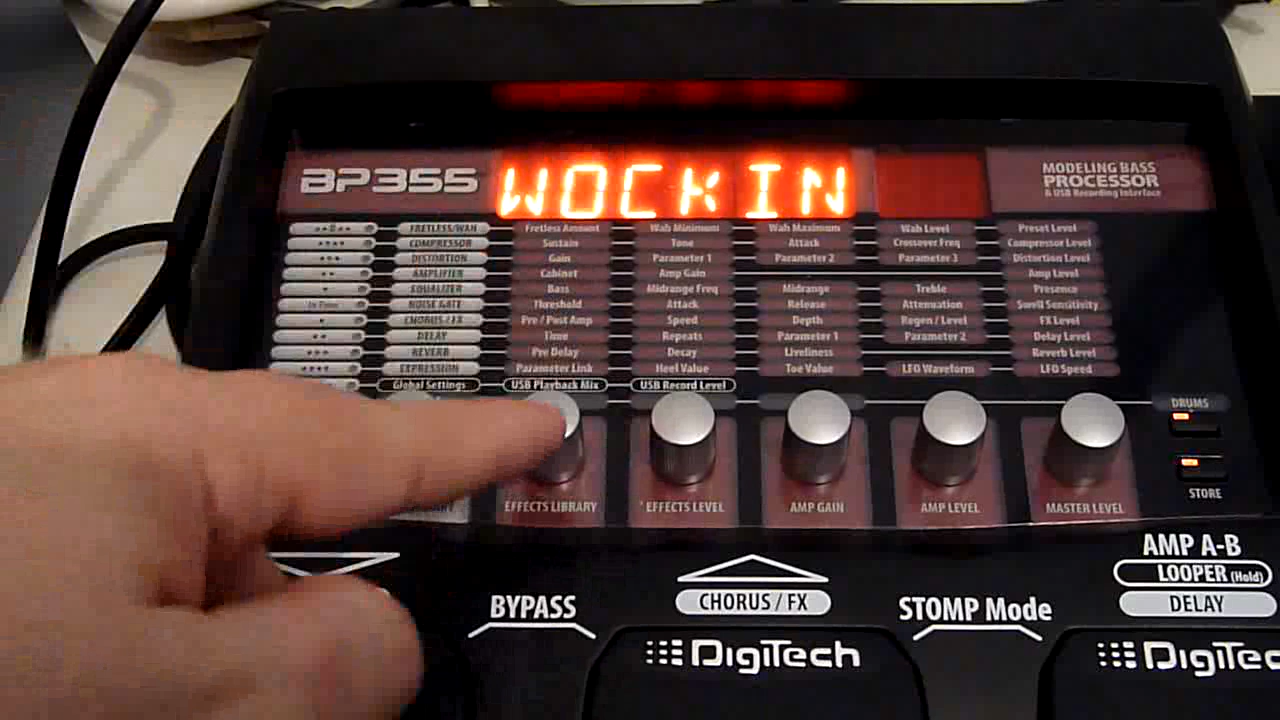 BP355
WOCK IN
MODELING BASS
PROCESSOR
& USB Recording Interface
FRETLESS/WAH Fretless Amount Wah Minimum Wah Maximum Wah Level Preset Level
COMPRESSOR Sustain Tone Attack Crossover Freq Compressor Level
DISTORTION Gain Parameter 1 Parameter 2 Parameter 3 Distortion Level
AMPLIFIER Cabinet Amp Gain Amp Level
EQUALIZER Bass Midrange Freq Midrange Treble Presence
In Time NOISE GATE Threshold Attack Release Attenuation Swell Sensitivity
CHORUS / FX Pre / Post Amp Speed Depth Regen / Level FX Level
DELAY Time Repeats Parameter 1 Parameter 2 Delay Level
REVERB Pre Delay Decay Liveliness Reverb Level
EXPRESSION Parameter Link Heel Value Toe Value LFO Waveform LFO Speed
Global Settings USB Playback Mix USB Record Level
DRUMS
STORE
EFFECTS LIBRARY * EFFECTS LEVEL AMP GAIN AMP LEVEL MASTER LEVEL
AMP A-B
LOOPER (Hold)
DELAY
BYPASS
CHORUS / FX
STOMP Mode
DigiTech
DigiTec